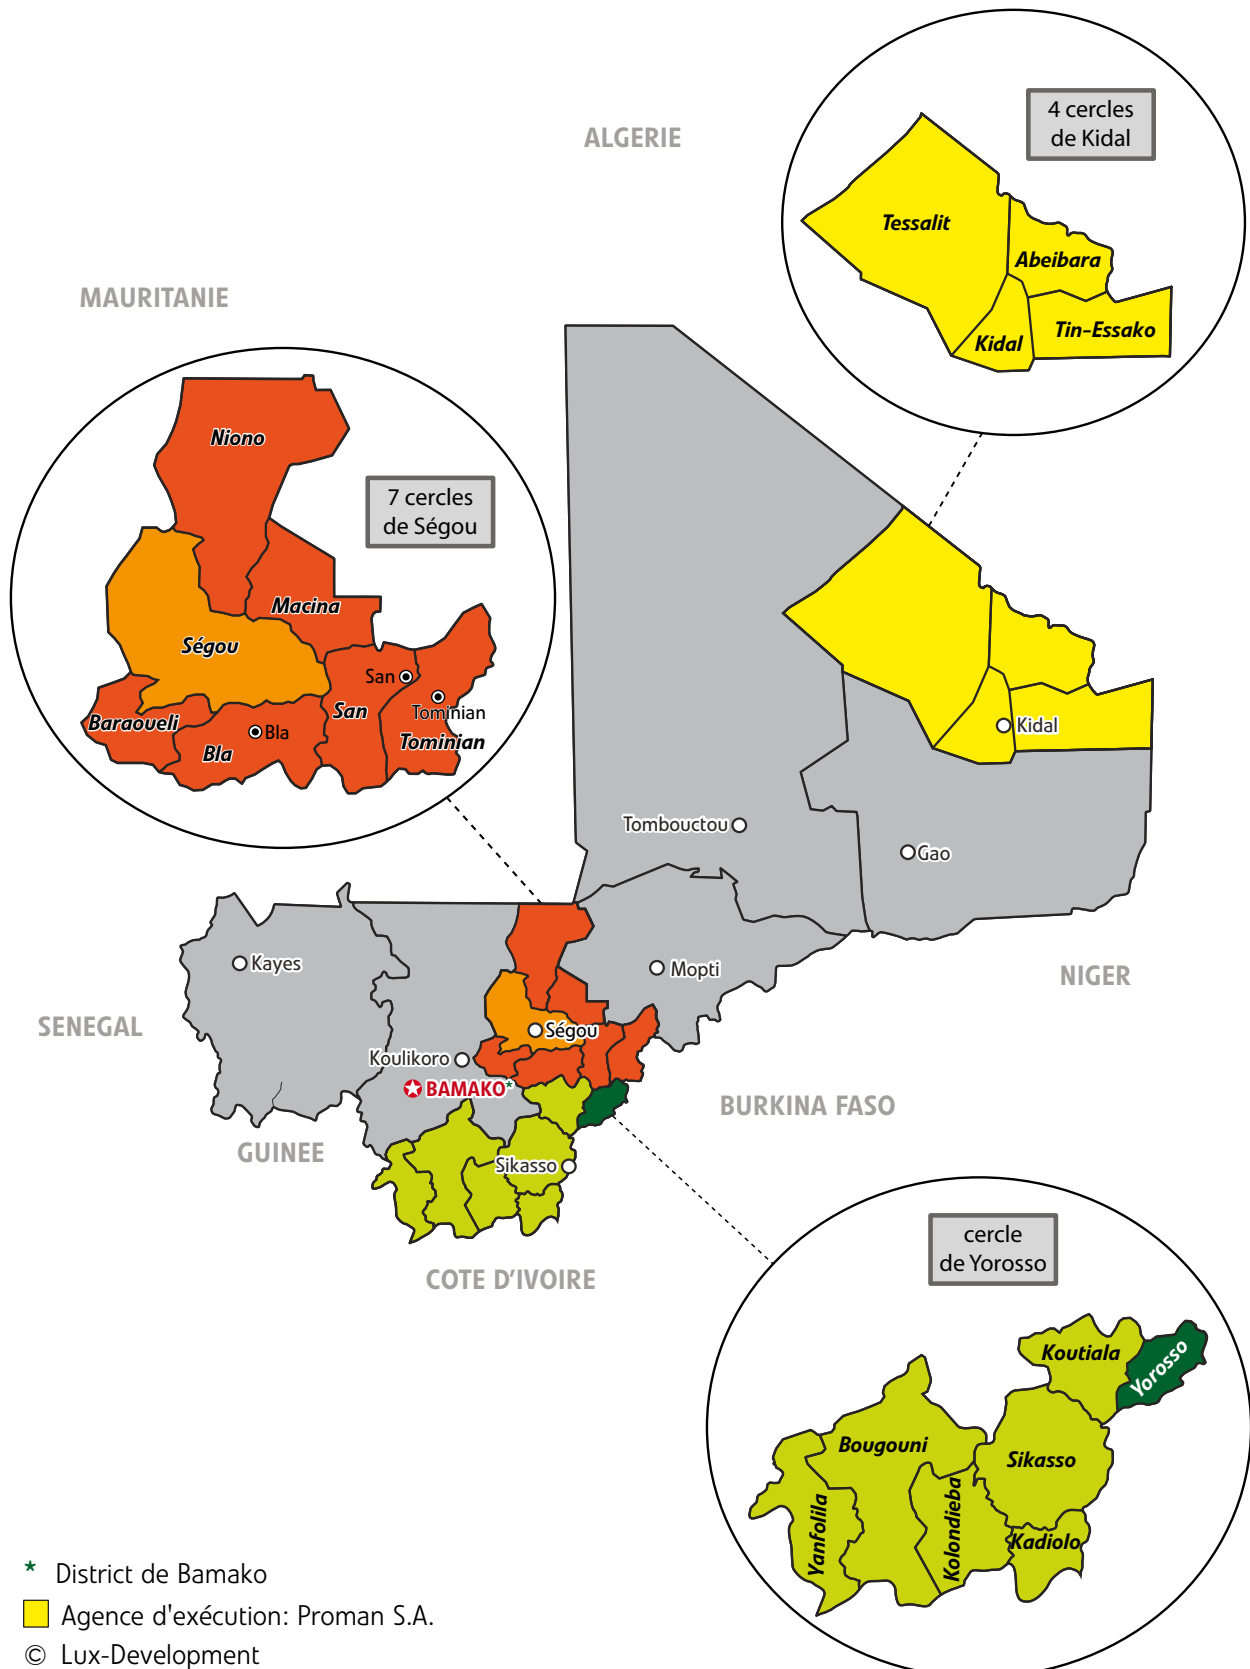 4 cercles
de Kidal
ALGERIE
Tessalit
Abeibara
Tin-Essako
Kidal
MAURITANIE
Niono
7 cercles
de Ségou
Macina
Ségou
San
San
Tominian
Baraoueli
Bla
Bla
Tominian
Kidal
Tombouctou
Gao
Kayes
Mopti
NIGER
SENEGAL
Ségou
Koulikoro
BAMAKO*
BURKINA FASO
GUINEE
Sikasso
COTE D'IVOIRE
cercle
de Yorosso
Koutiala
Yorosso
Bougouni
Sikasso
Yanfolila
Kolondieba
Kadiolo
* District de Bamako
Agence d'exécution: Proman S.A.
© Lux-Development